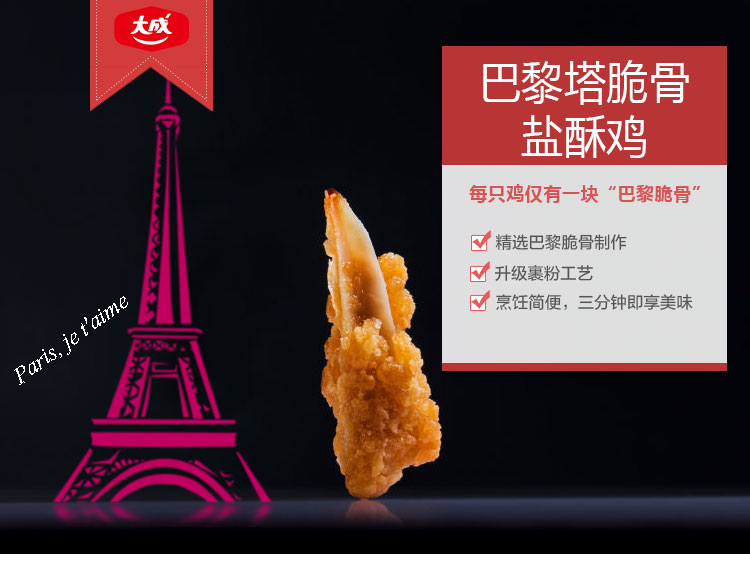 大成
巴黎塔脆骨
盐酥鸡
每只鸡仅有一块“巴黎脆骨”
精选巴黎脆骨制作
升级裹粉工艺
烹饪简便，三分钟即享美味
Paris, je t'aime